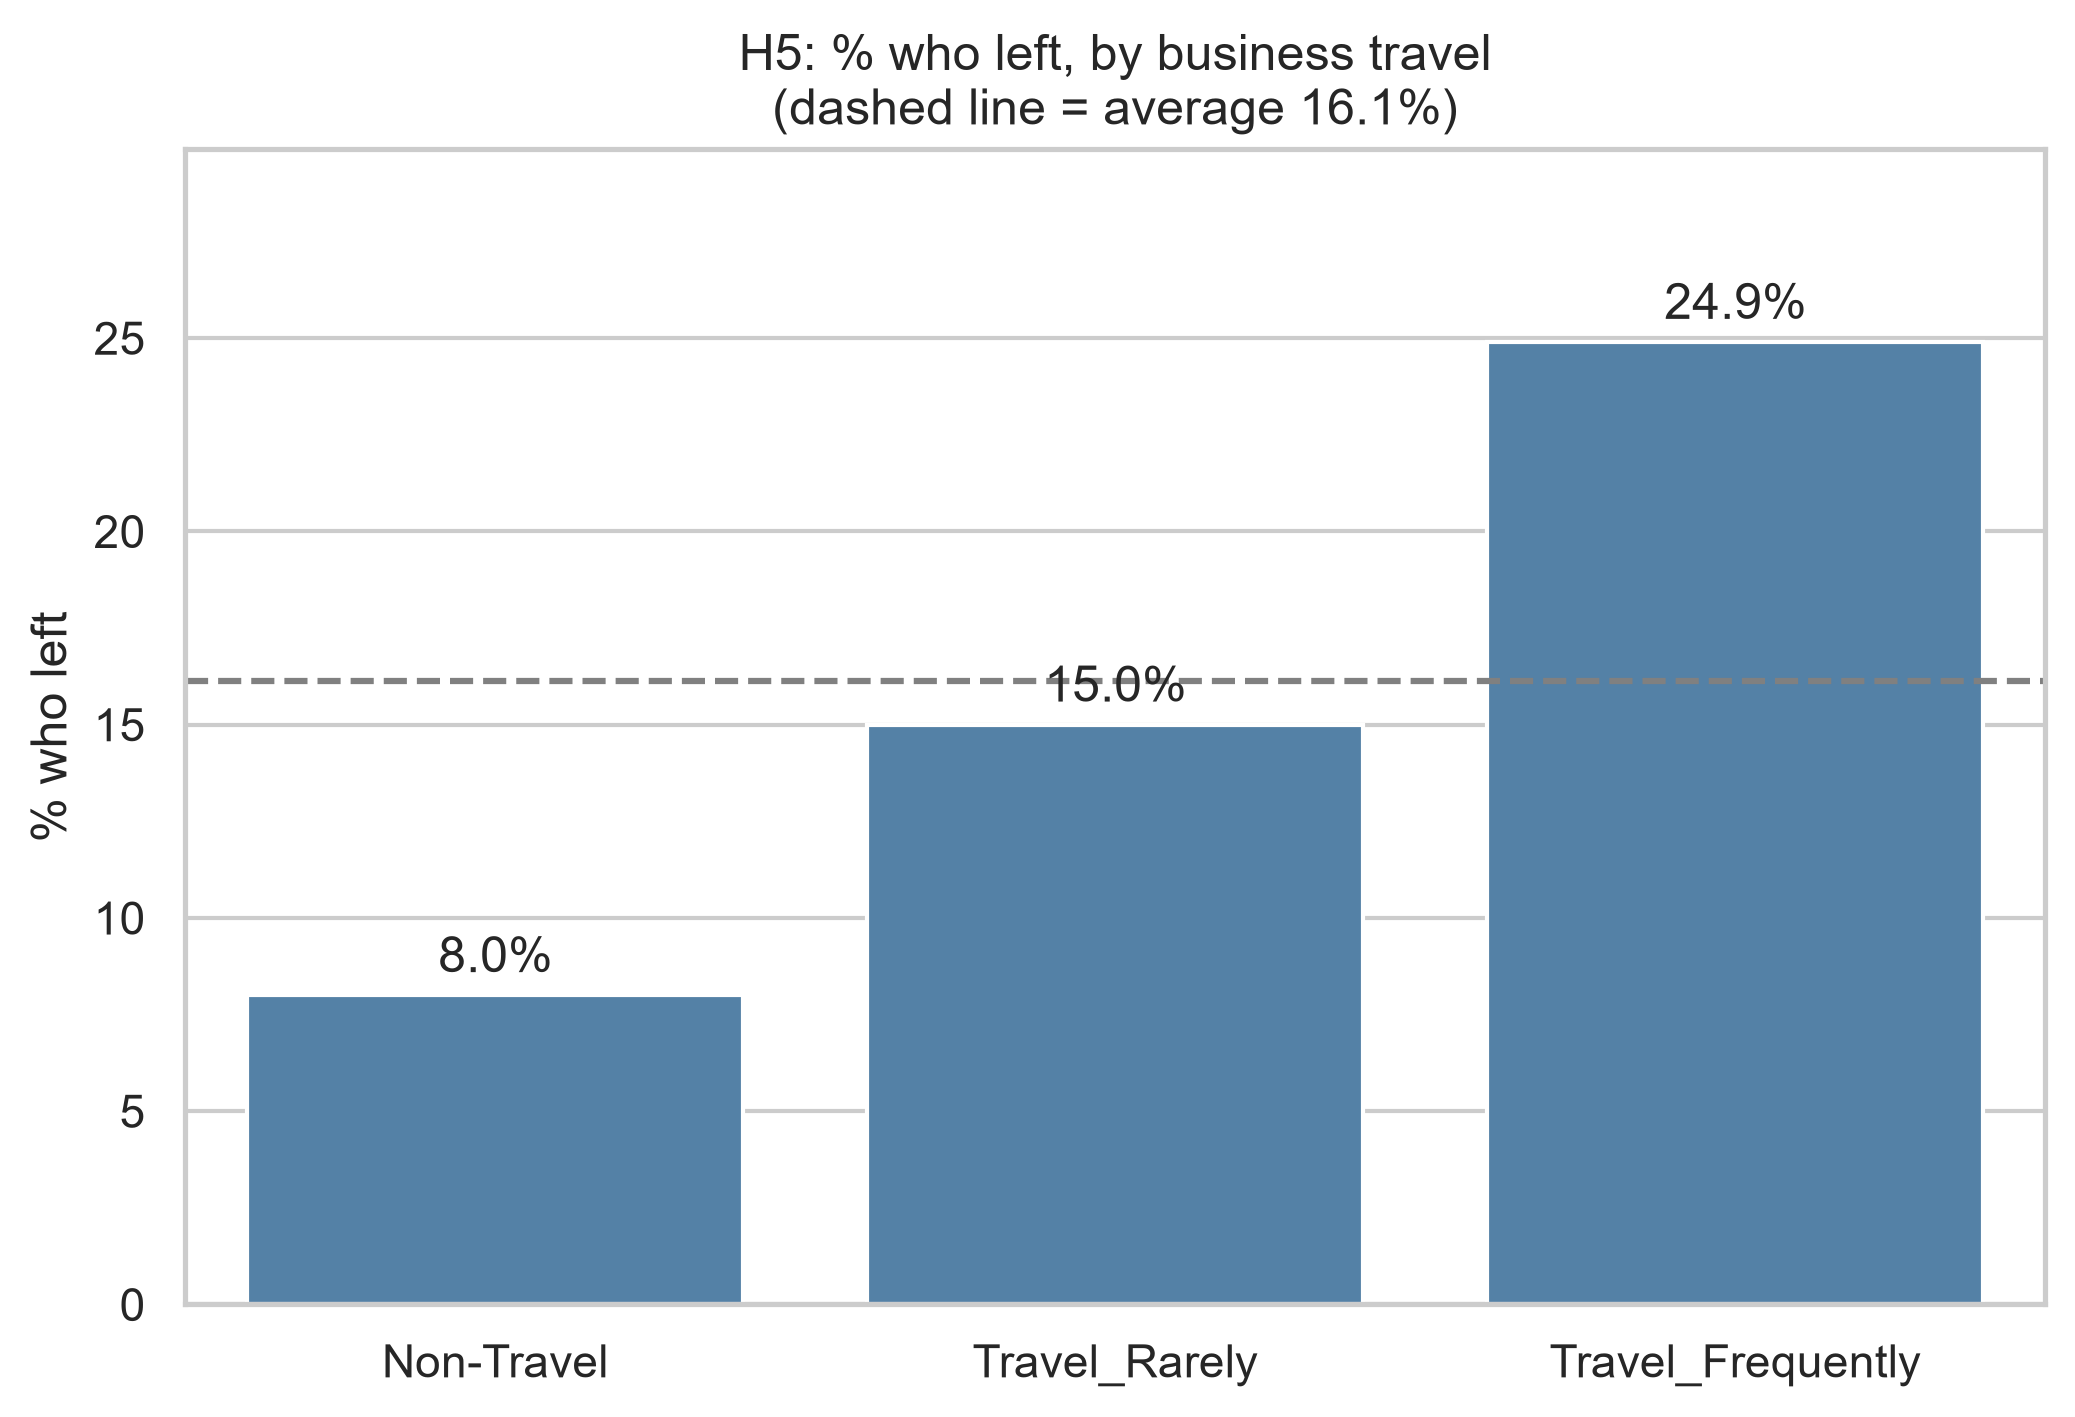 H5: % who left, by business travel
(dashed line = average 16.1%)
% who left
25
20
15
10
5
0
8.0%
15.0%
24.9%
Non-Travel
Travel_Rarely
Travel_Frequently